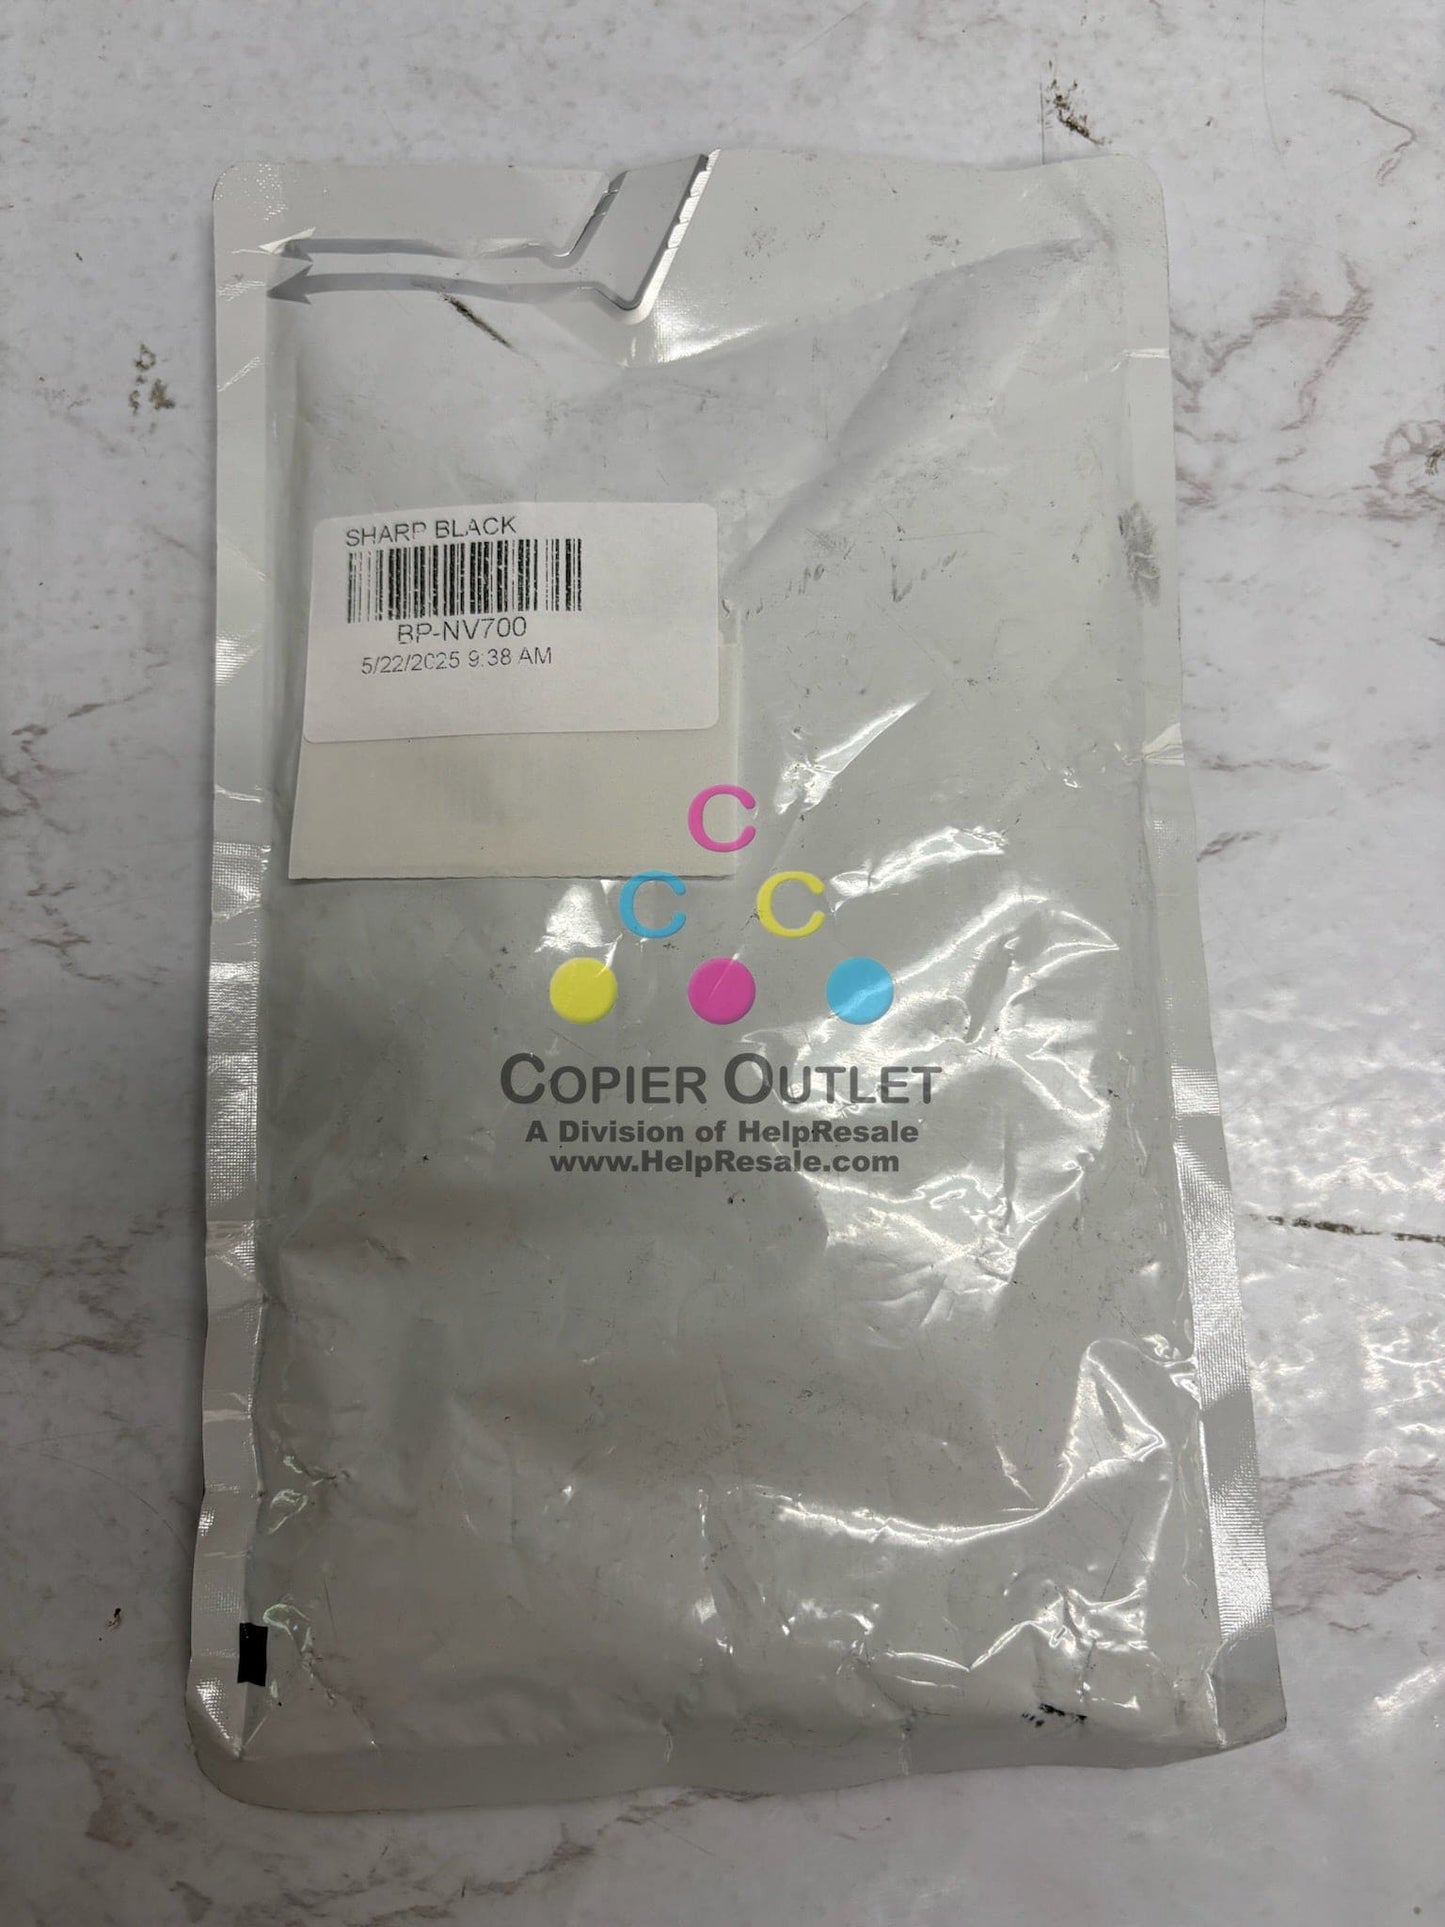 SHARP BLACK
BP-NV700
5/22/2025 9:38 AM
C
C C
COPIER OUTLET
A Division of HelpResale
www.HelpResale.com